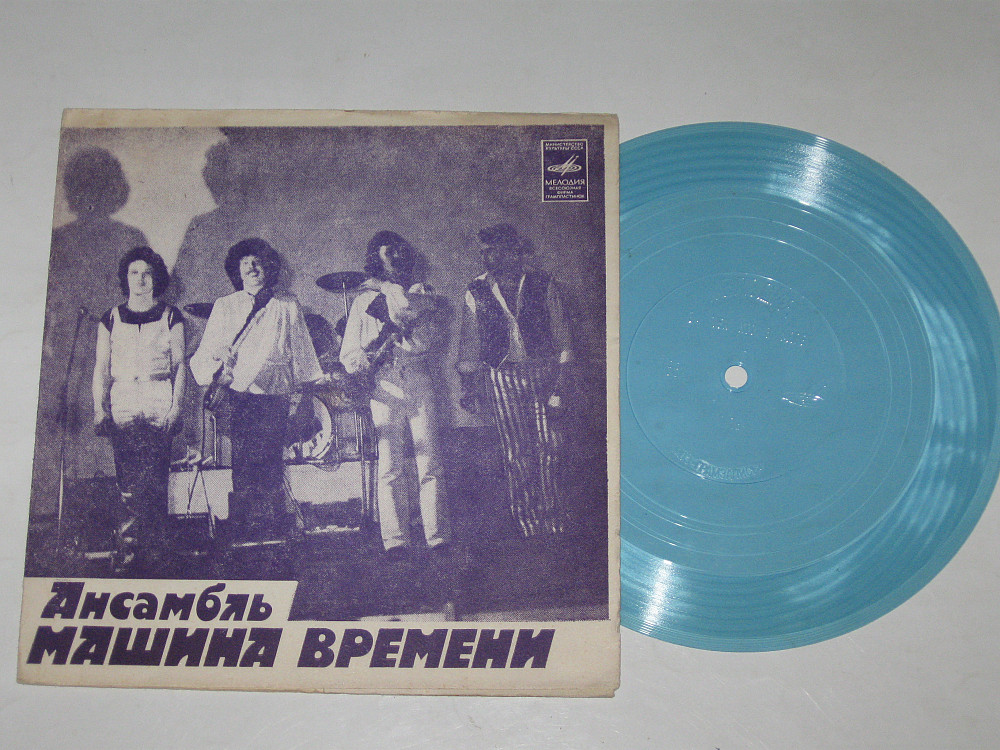 МИНИСТЕРСТВО
КУЛЬТУРЫ СССР
МЕЛОДИЯ
ВСЕСОЮЗНАЯ
ФИРМА
ГРАМПЛАСТИНОК
Ансамбль
МАШИНА ВРЕМЕНИ